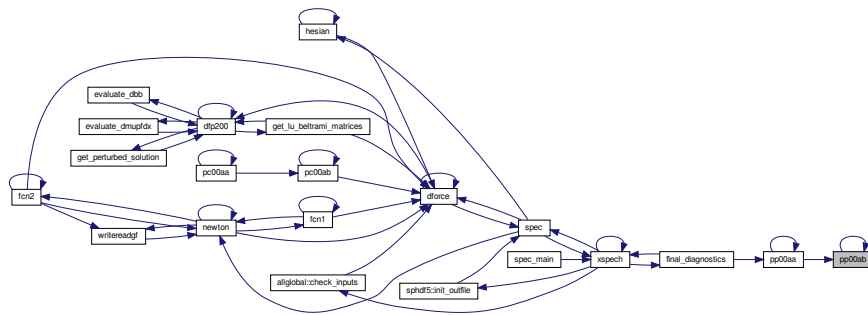 hesian
evaluate_dbb
evaluate_dmupfdx
dfp200
get_lu_beltrami_matrices
get_perturbed_solution
pc00aa
pc00ab
fcn2
dforce
fcn1
newton
writereadgf
spec
spec_main
xspech
final_diagnostics
pp00aa
pp00ab
allglobal::check_inputs
sphdf5::init_outfile